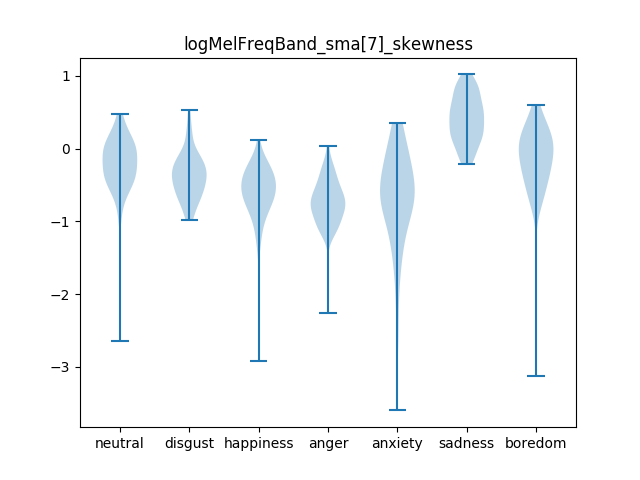 logMelFreqBand_sma[7]_skewness
1
0
−1
−2
−3
neutral disgust happiness anger anxiety sadness boredom